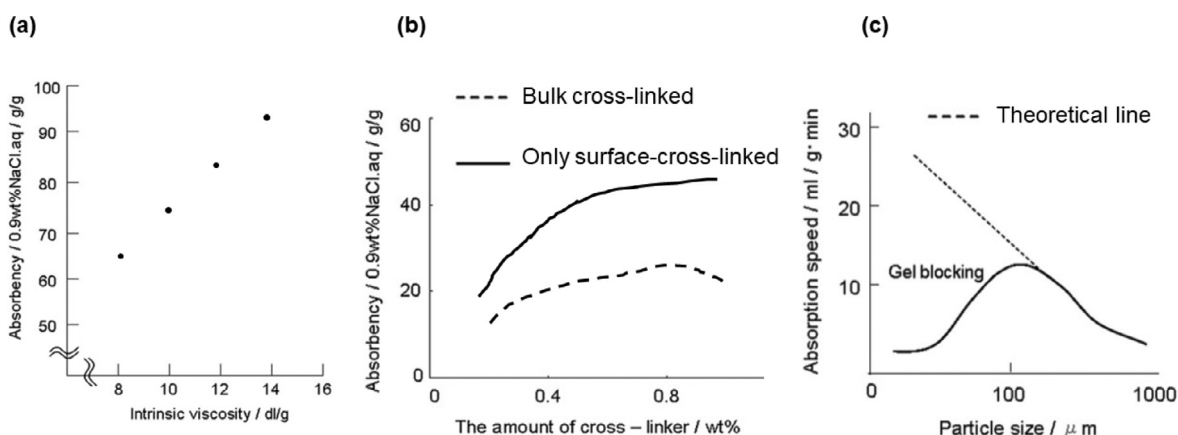 (a)
100
90
80
70
60
50
8
10
12
14
16
Absorbency / 0.9wt%NaCl.aq / g/g
Intrinsic viscosity / dl/g
(b)
Bulk cross-linked
Only surface-cross-linked
60
40
20
0
0
0.4
0.8
Absorbency / 0.9wt%NaCl.aq / g/g
The amount of cross – linker / wt%
(c)
Theoretical line
Gel blocking
30
20
10
0
100
1000
Absorption speed / ml / g· min
Particle size / μ m